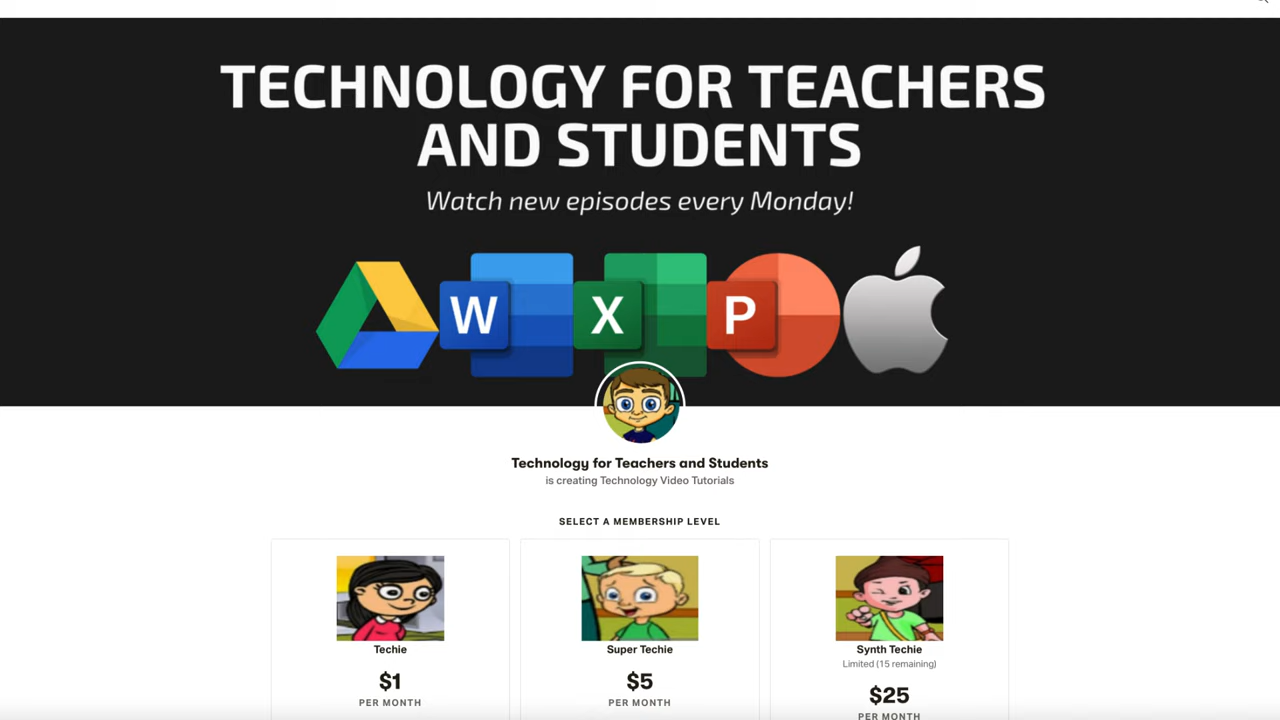 TECHNOLOGY FOR TEACHERS
AND STUDENTS
Watch new episodes every Monday!
W
X
P
Technology for Teachers and Students
is creating Technology Video Tutorials
SELECT A MEMBERSHIP LEVEL
Techie
$1
PER MONTH
Super Techie
$5
PER MONTH
Synth Techie
Limited (15 remaining)
$25
PER MONTH